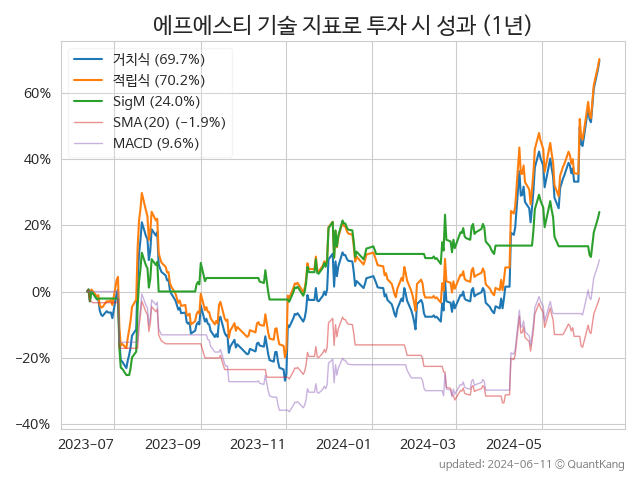 에프에스티 기술 지표로 투자 시 성과 (1년)
거치식 (69.7%)
적립식 (70.2%)
SigM (24.0%)
SMA(20) (−1.9%)
MACD (9.6%)
60%
40%
20%
0%
−20%
−40%
2023-07 2023-09 2023-11 2024-01 2024-03 2024-05
updated: 2024-06-11 © QuantKang